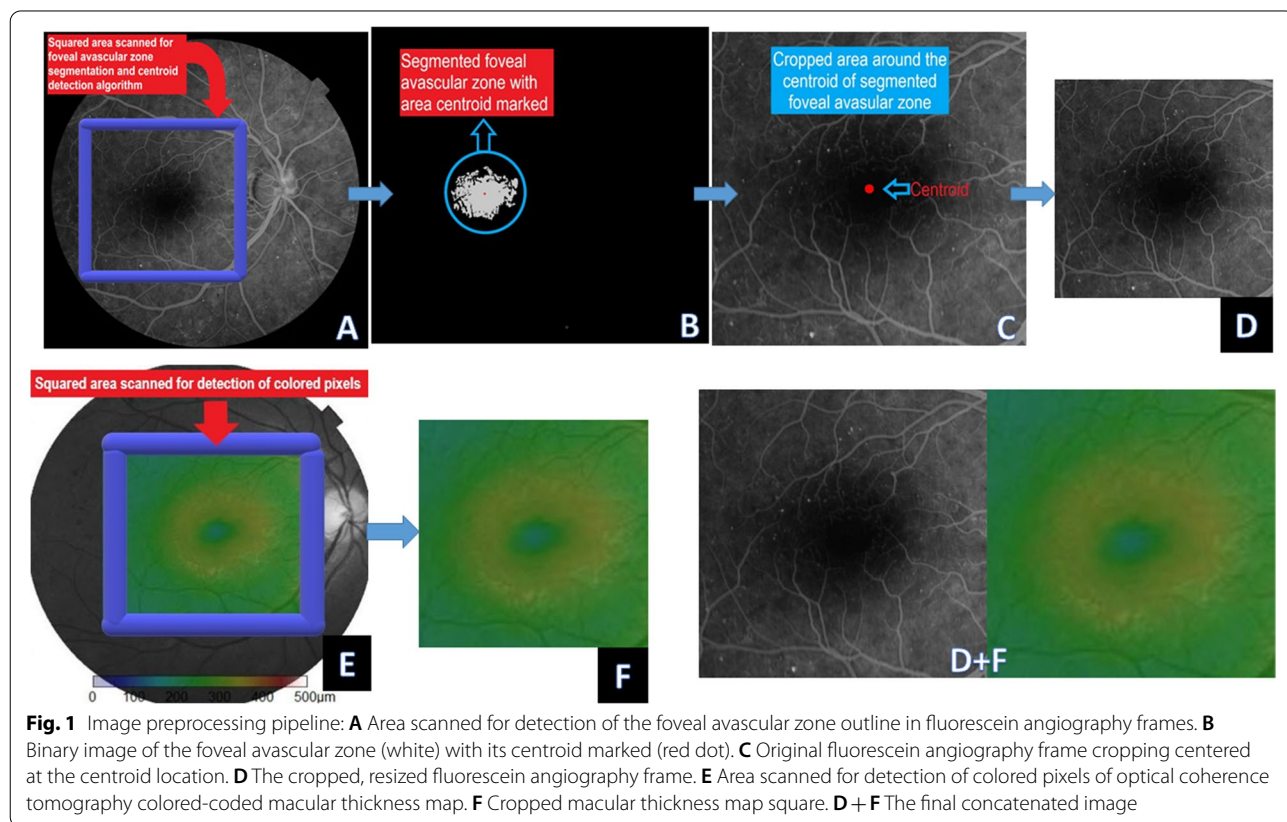 Squared area scanned for
foveal avascular zone
segmentation and centroid
detection algorithm
A
Segmented foveal
avascular zone with
area centroid marked
B
Cropped area around the
centroid of segmented
foveal avasular zone
Centroid
C
D
Squared area scanned for detection of colored pixels
0 100 200 300 400 500µm
E
F
D+F
Fig. 1 Image preprocessing pipeline: A Area scanned for detection of the foveal avascular zone outline in fluorescein angiography frames. B
Binary image of the foveal avascular zone (white) with its centroid marked (red dot). C Original fluorescein angiography frame cropping centered
at the centroid location. D The cropped, resized fluorescein angiography frame. E Area scanned for detection of colored pixels of optical coherence
tomography colored-coded macular thickness map. F Cropped macular thickness map square. D + F The final concatenated image